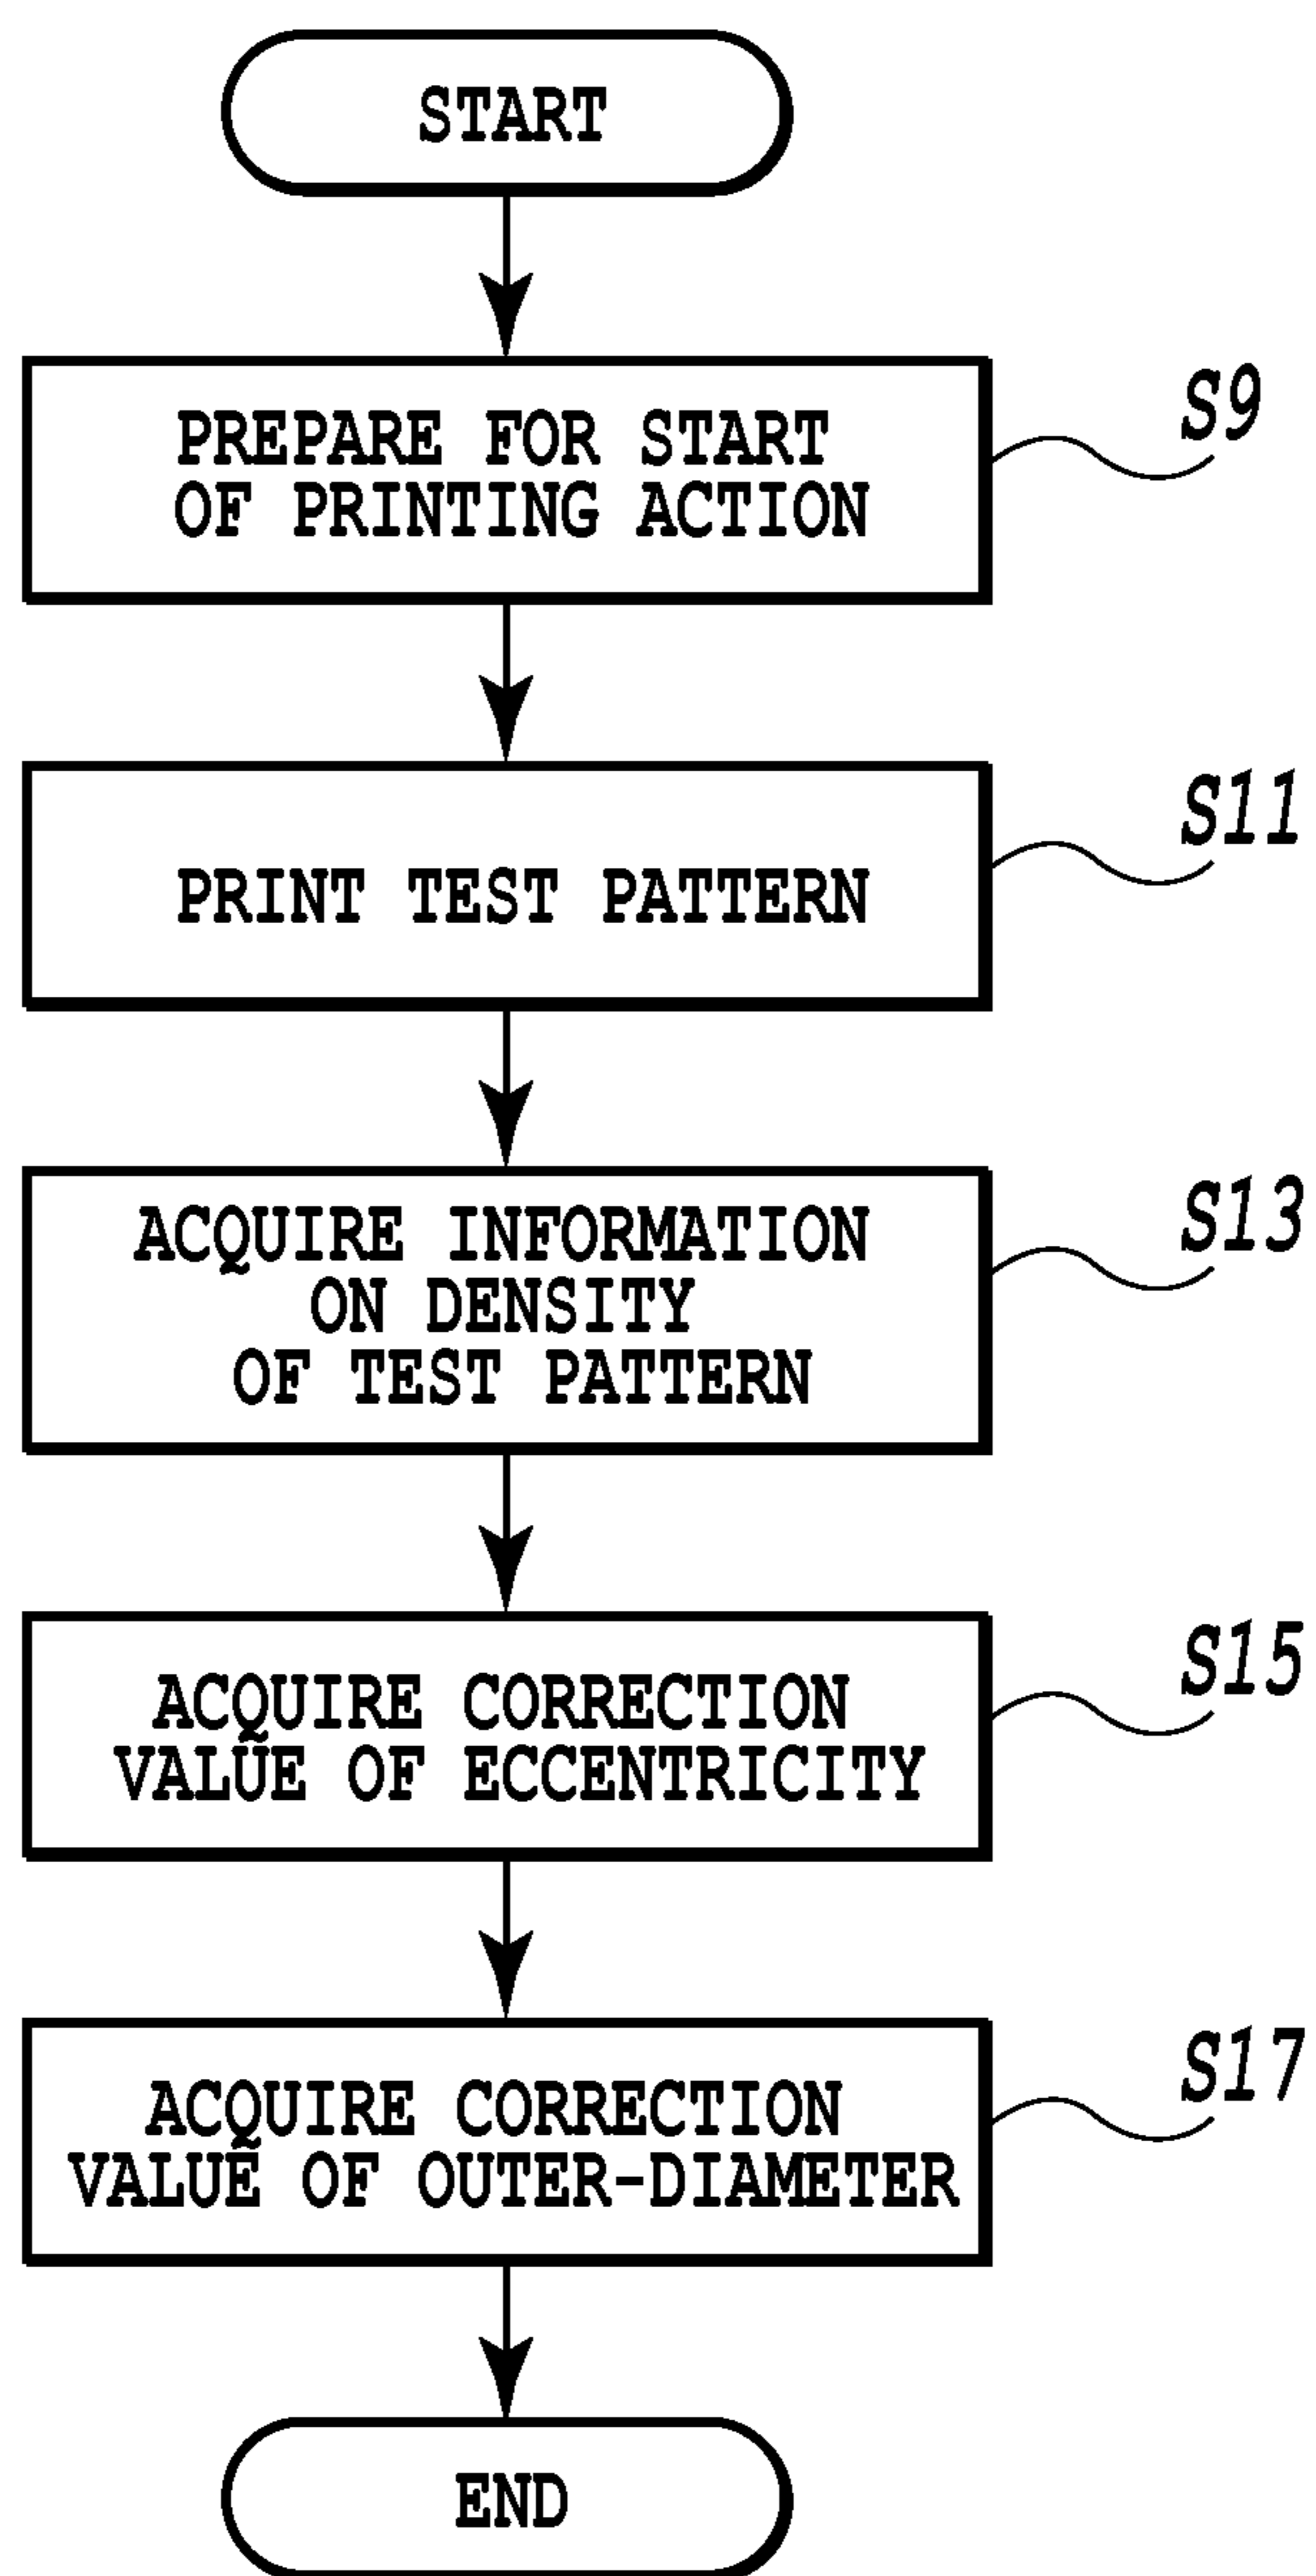 START
PREPARE FOR START
OF PRINTING ACTION
S9
PRINT TEST PATTERN
S11
ACQUIRE INFORMATION
ON DENSITY
OF TEST PATTERN
S13
ACQUIRE CORRECTION
VALUE OF ECCENTRICITY
S15
ACQUIRE CORRECTION
VALUE OF OUTER-DIAMETER
S17
END